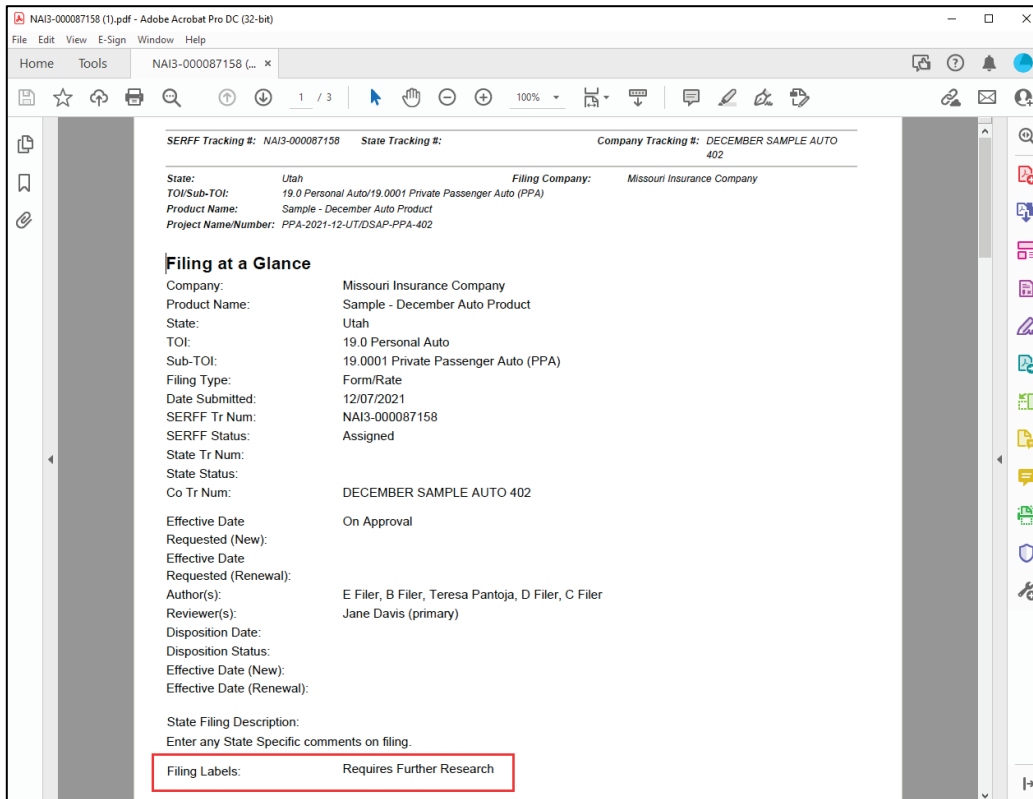 NAI3-000087158 (1).pdf - Adobe Acrobat Pro DC (32-bit)
File Edit View E-Sign Window Help
Home Tools NAI3-000087158 (... ×
1 / 3 100%
SERFF Tracking #: NAI3-000087158 State Tracking #: Company Tracking #: DECEMBER SAMPLE AUTO
402
State: Utah Filing Company: Missouri Insurance Company
TOI/Sub-TOI: 19.0 Personal Auto/19.0001 Private Passenger Auto (PPA)
Product Name: Sample - December Auto Product
Project Name/Number: PPA-2021-12-UT/DSAP-PPA-402
Filing at a Glance
Company: Missouri Insurance Company
Product Name: Sample - December Auto Product
State: Utah
TOI: 19.0 Personal Auto
Sub-TOI: 19.0001 Private Passenger Auto (PPA)
Filing Type: Form/Rate
Date Submitted: 12/07/2021
SERFF Tr Num: NAI3-000087158
SERFF Status: Assigned
State Tr Num:
State Status:
Co Tr Num: DECEMBER SAMPLE AUTO 402
Effective Date On Approval
Requested (New):
Effective Date
Requested (Renewal):
Author(s): E Filer, B Filer, Teresa Pantoja, D Filer, C Filer
Reviewer(s): Jane Davis (primary)
Disposition Date:
Disposition Status:
Effective Date (New):
Effective Date (Renewal):
State Filing Description:
Enter any State Specific comments on filing.
Filing Labels: Requires Further Research